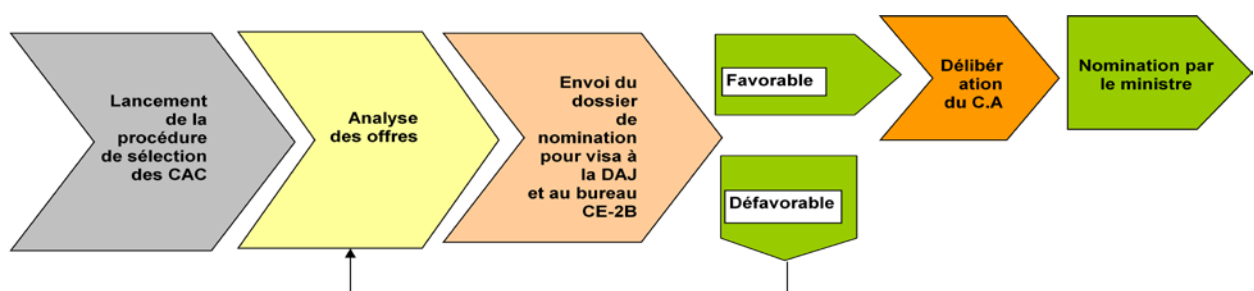 Lancement
de la
procédure
de sélection
des CAC
Analyse
des offres
Envoi du
dossier
de
nomination
pour visa à
la DAJ
et au bureau
CE-2B
Favorable
Défavorable
Délibér
ation
du C.A
Nomination par
le ministre